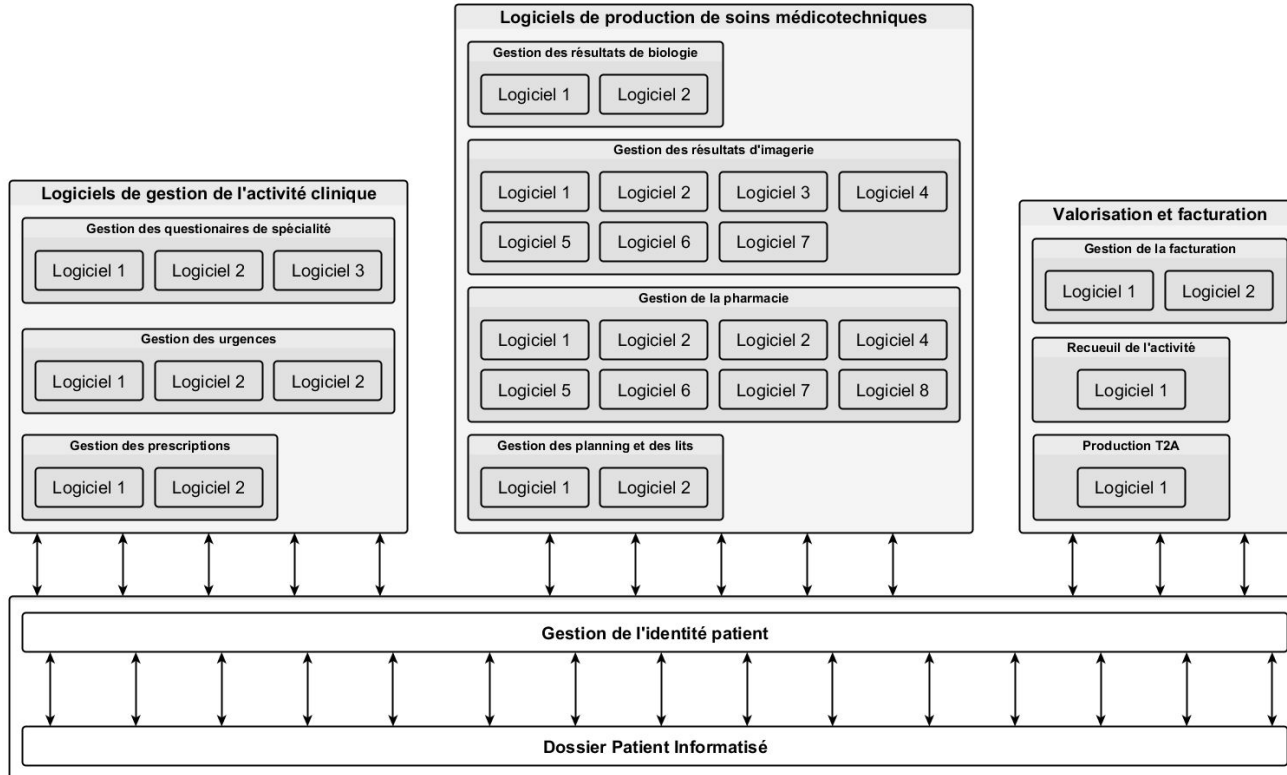 Logiciels de gestion de l'activité clinique
Gestion des questionaires de spécialité
Logiciel 1 Logiciel 2 Logiciel 3
Gestion des urgences
Logiciel 1 Logiciel 2 Logiciel 2
Gestion des prescriptions
Logiciel 1 Logiciel 2
Logiciels de production de soins médicotechniques
Gestion des résultats de biologie
Logiciel 1 Logiciel 2
Gestion des résultats d'imagerie
Logiciel 1 Logiciel 2 Logiciel 3 Logiciel 4
Logiciel 5 Logiciel 6 Logiciel 7
Gestion de la pharmacie
Logiciel 1 Logiciel 2 Logiciel 2 Logiciel 4
Logiciel 5 Logiciel 6 Logiciel 7 Logiciel 8
Gestion des planning et des lits
Logiciel 1 Logiciel 2
Valorisation et facturation
Gestion de la facturation
Logiciel 1 Logiciel 2
Recueuil de l'activité
Logiciel 1
Production T2A
Logiciel 1
Gestion de l'identité patient
Dossier Patient Informatisé